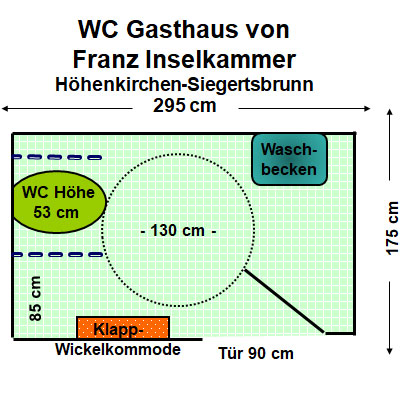 WC Gasthaus von
Franz Inselkammer
Höhenkirchen-Siegertsbrunn
295 cm
Wasch-
becken
WC Höhe
53 cm
- 130 cm -
175 cm
85 cm
Klapp-
Wickelkommode
Tür 90 cm